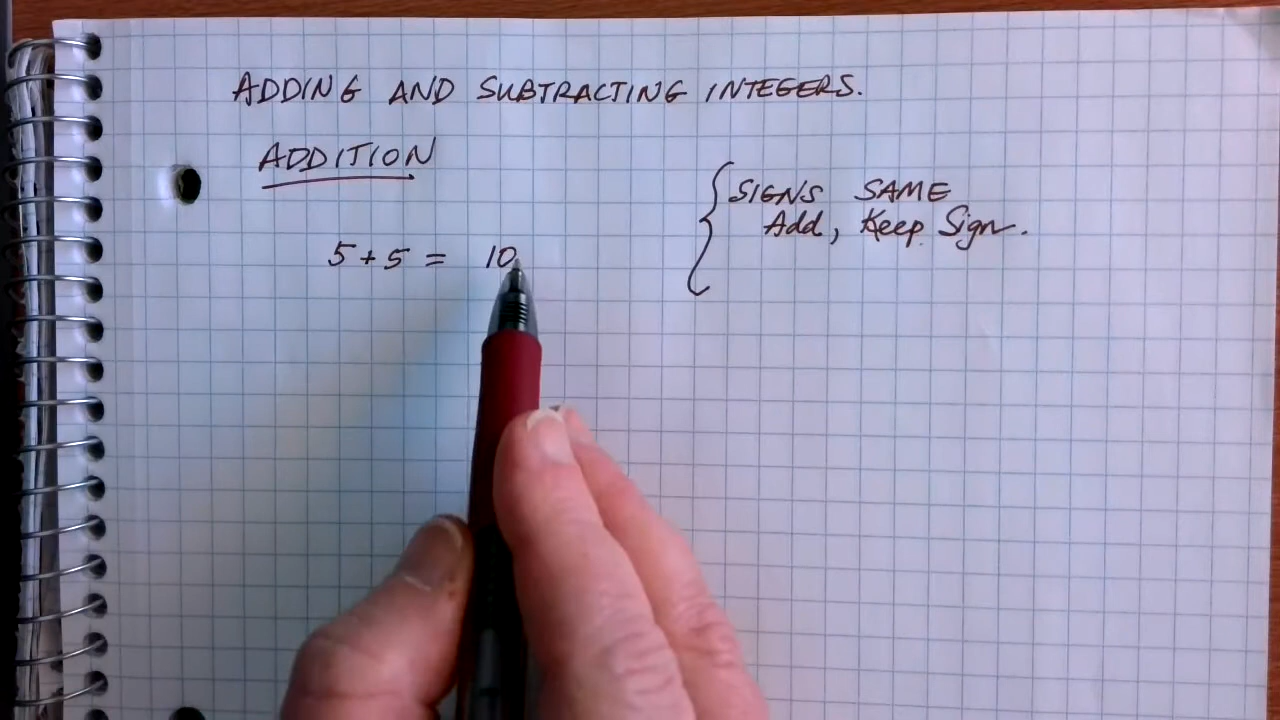 ADDING AND SUBTRACTING INTEGERS.
ADDITION
SIGNS SAME
Add, Keep Sign.
5 + 5 = 10